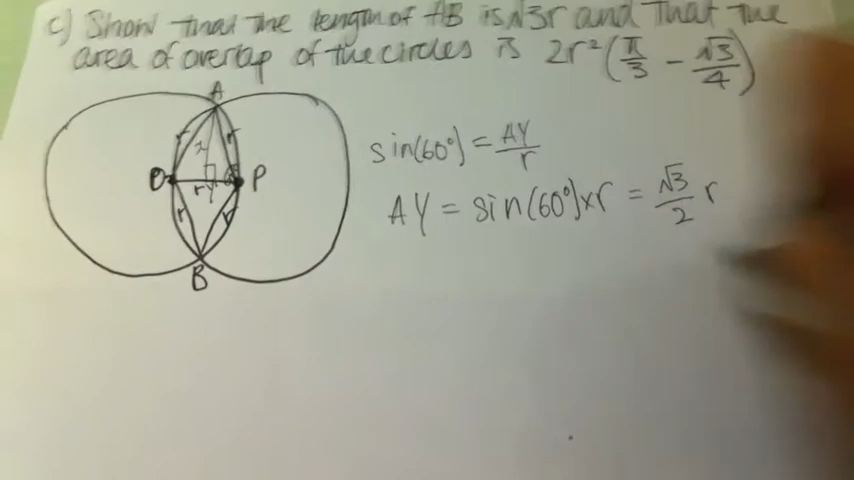 c) Show that the length of AB is √3r and that the
area of overlap of the circles is 2r²(π/3 - √3/4)
A
r r
x
O r Y P
r r
B
sin(60°) = AY/r
AY = sin(60°)×r = √3/2 r